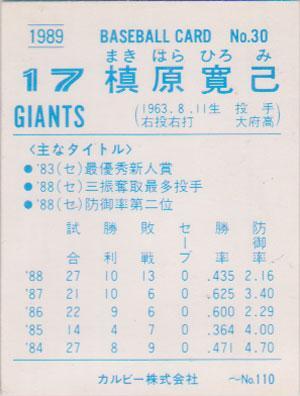 1989 BASEBALL CARD No.30
まき はら ひろ み
17 槙原寛己
GIANTS (1963.8.11生 投手
右投右打 大府高)
<主なタイトル>
●'83(セ)最優秀新人賞
●'88(セ)三振奪取最多投手
●'88(セ)防御率第二位
試合 勝利 敗戦 セーブ 勝率 防御率
'88 27 10 13 0 .435 2.16
'87 21 10 6 0 .625 3.40
'86 22 9 6 0 .600 2.29
'85 14 4 7 0 .364 4.00
'84 27 8 9 0 .471 4.70
カルビー株式会社 〜No.110